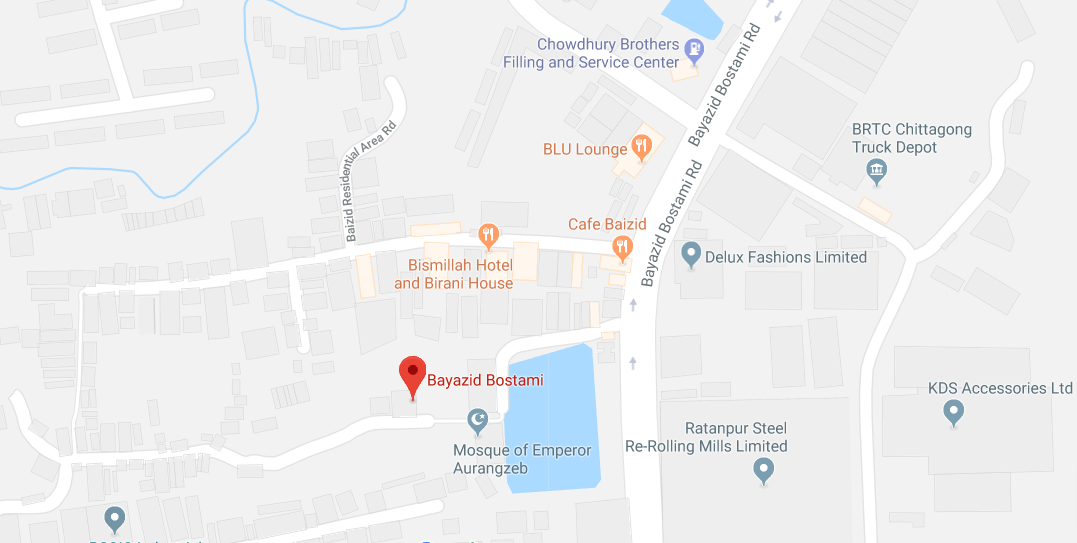 Chowdhury Brothers
Filling and Service Center
Bayazid Bostami Rd
BLU Lounge
BRTC Chittagong
Truck Depot
Baizid Residential Area Rd
Bayazid Bostami Rd
Cafe Baizid
Bismillah Hotel
and Birani House
Delux Fashions Limited
Bayazid Bostami
KDS Accessories Ltd
Ratanpur Steel
Re-Rolling Mills Limited
Mosque of Emperor
Aurangzeb